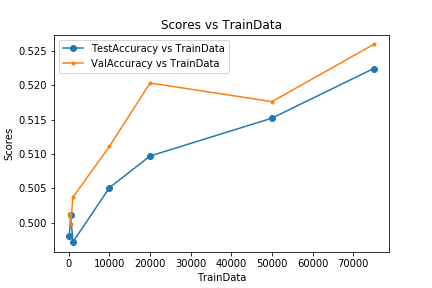 Scores vs TrainData
TestAccuracy vs TrainData
ValAccuracy vs TrainData
0.525
0.520
0.515
0.510
0.505
0.500
Scores
0 10000 20000 30000 40000 50000 60000 70000
TrainData